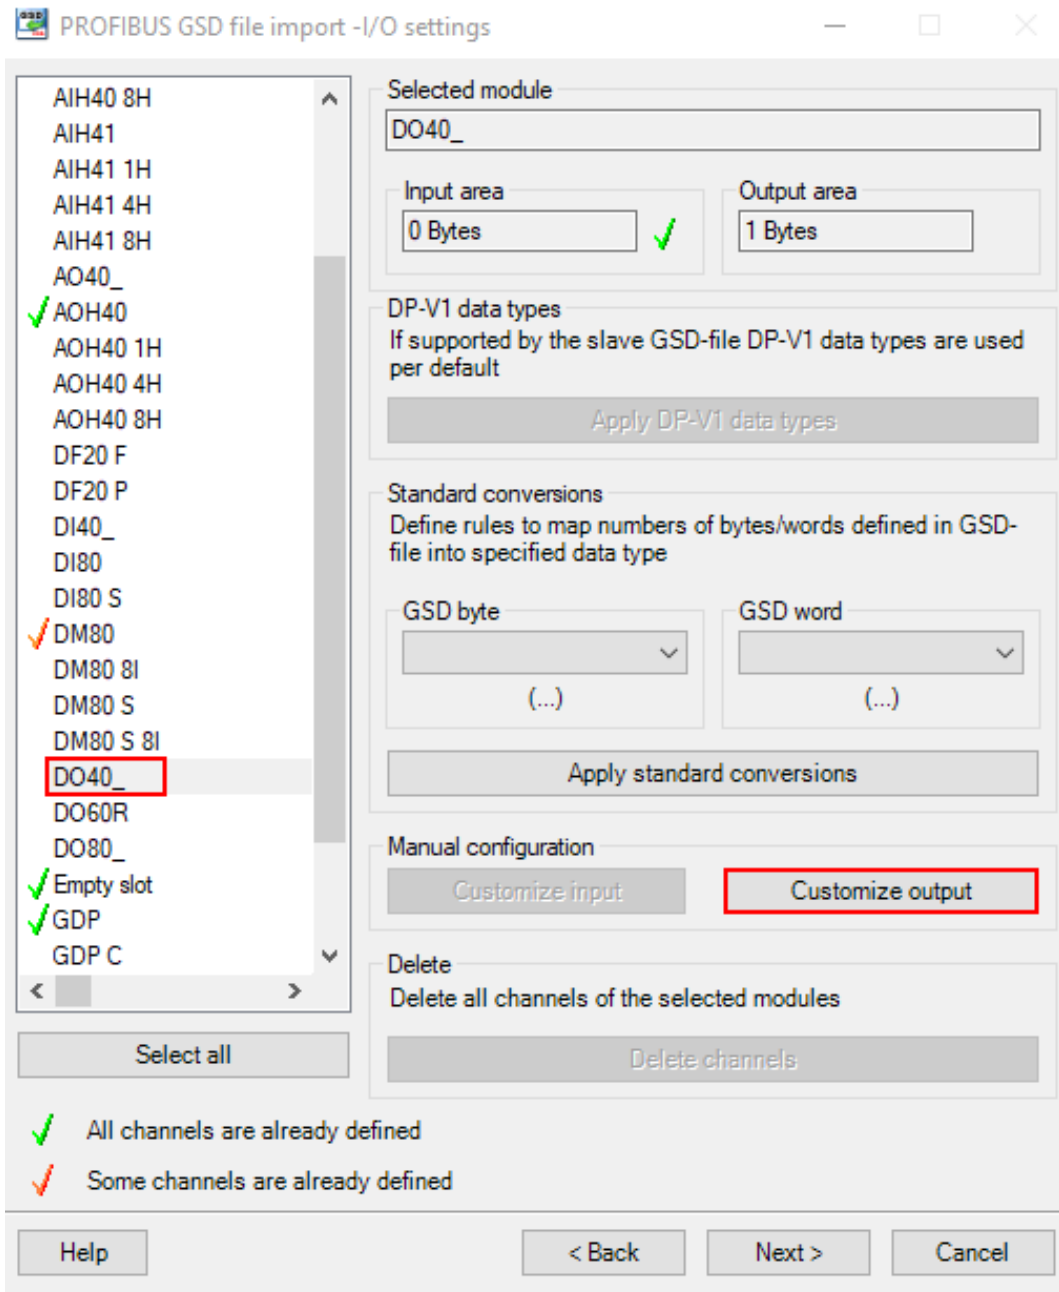 PROFIBUS GSD file import -I/O settings
AIH40 8H
AIH41
AIH41 1H
AIH41 4H
AIH41 8H
AO40_
AOH40
AOH40 1H
AOH40 4H
AOH40 8H
DF20 F
DF20 P
DI40_
DI80
DI80 S
DM80
DM80 8I
DM80 S
DM80 S 8I
DO40_
DO60R
DO80_
Empty slot
GDP
GDP C
Select all
Selected module
DO40_
Input area
0 Bytes
Output area
1 Bytes
DP-V1 data types
If supported by the slave GSD-file DP-V1 data types are used
per default
Apply DP-V1 data types
Standard conversions
Define rules to map numbers of bytes/words defined in GSD-
file into specified data type
GSD byte
(...)
GSD word
(...)
Apply standard conversions
Manual configuration
Customize input
Customize output
Delete
Delete all channels of the selected modules
Delete channels
All channels are already defined
Some channels are already defined
Help
< Back
Next >
Cancel